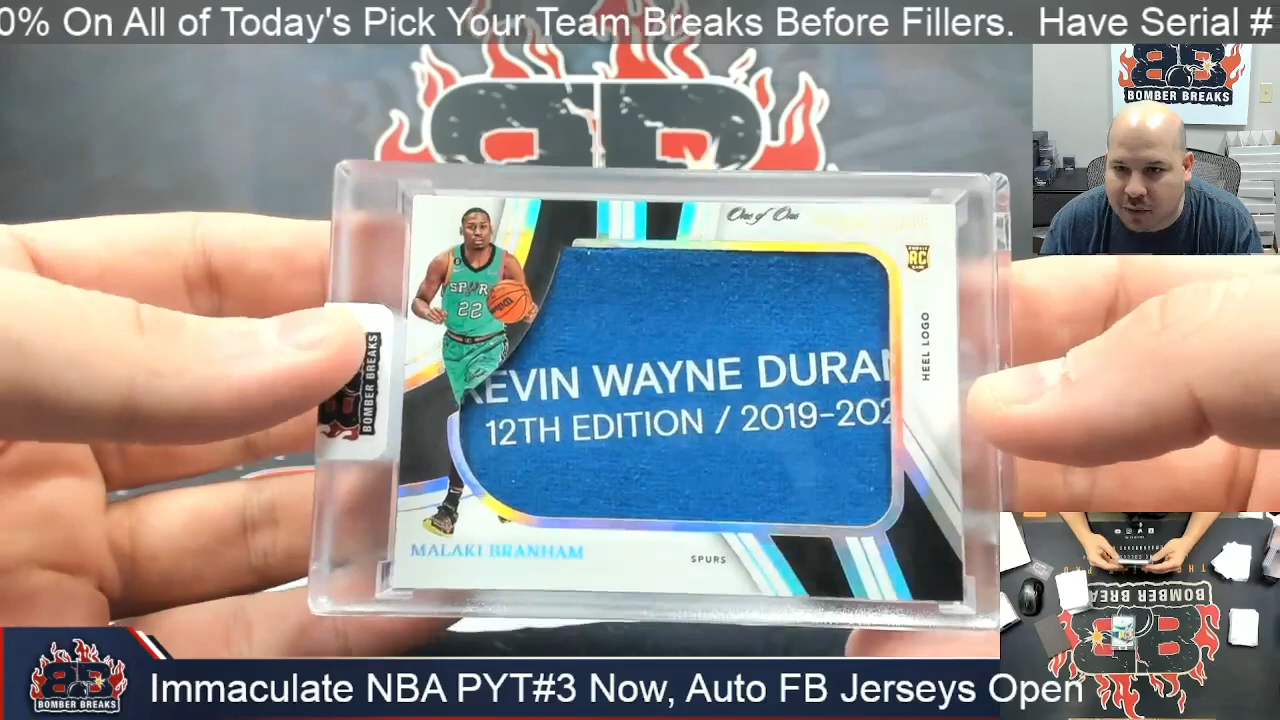 0% On All of Today's Pick Your Team Breaks Before Fillers. Have Serial #
BOMBER BREAKS
One of One
RC
SPURS
22
HEEL LOGO
KEVIN WAYNE DURAN
12TH EDITION / 2019-202
BOMBER BREAKS
MALAKI BRANHAM
SPURS
BOMBER BREAKS
BOMBER BREAKS
Immaculate NBA PYT#3 Now, Auto FB Jerseys Open